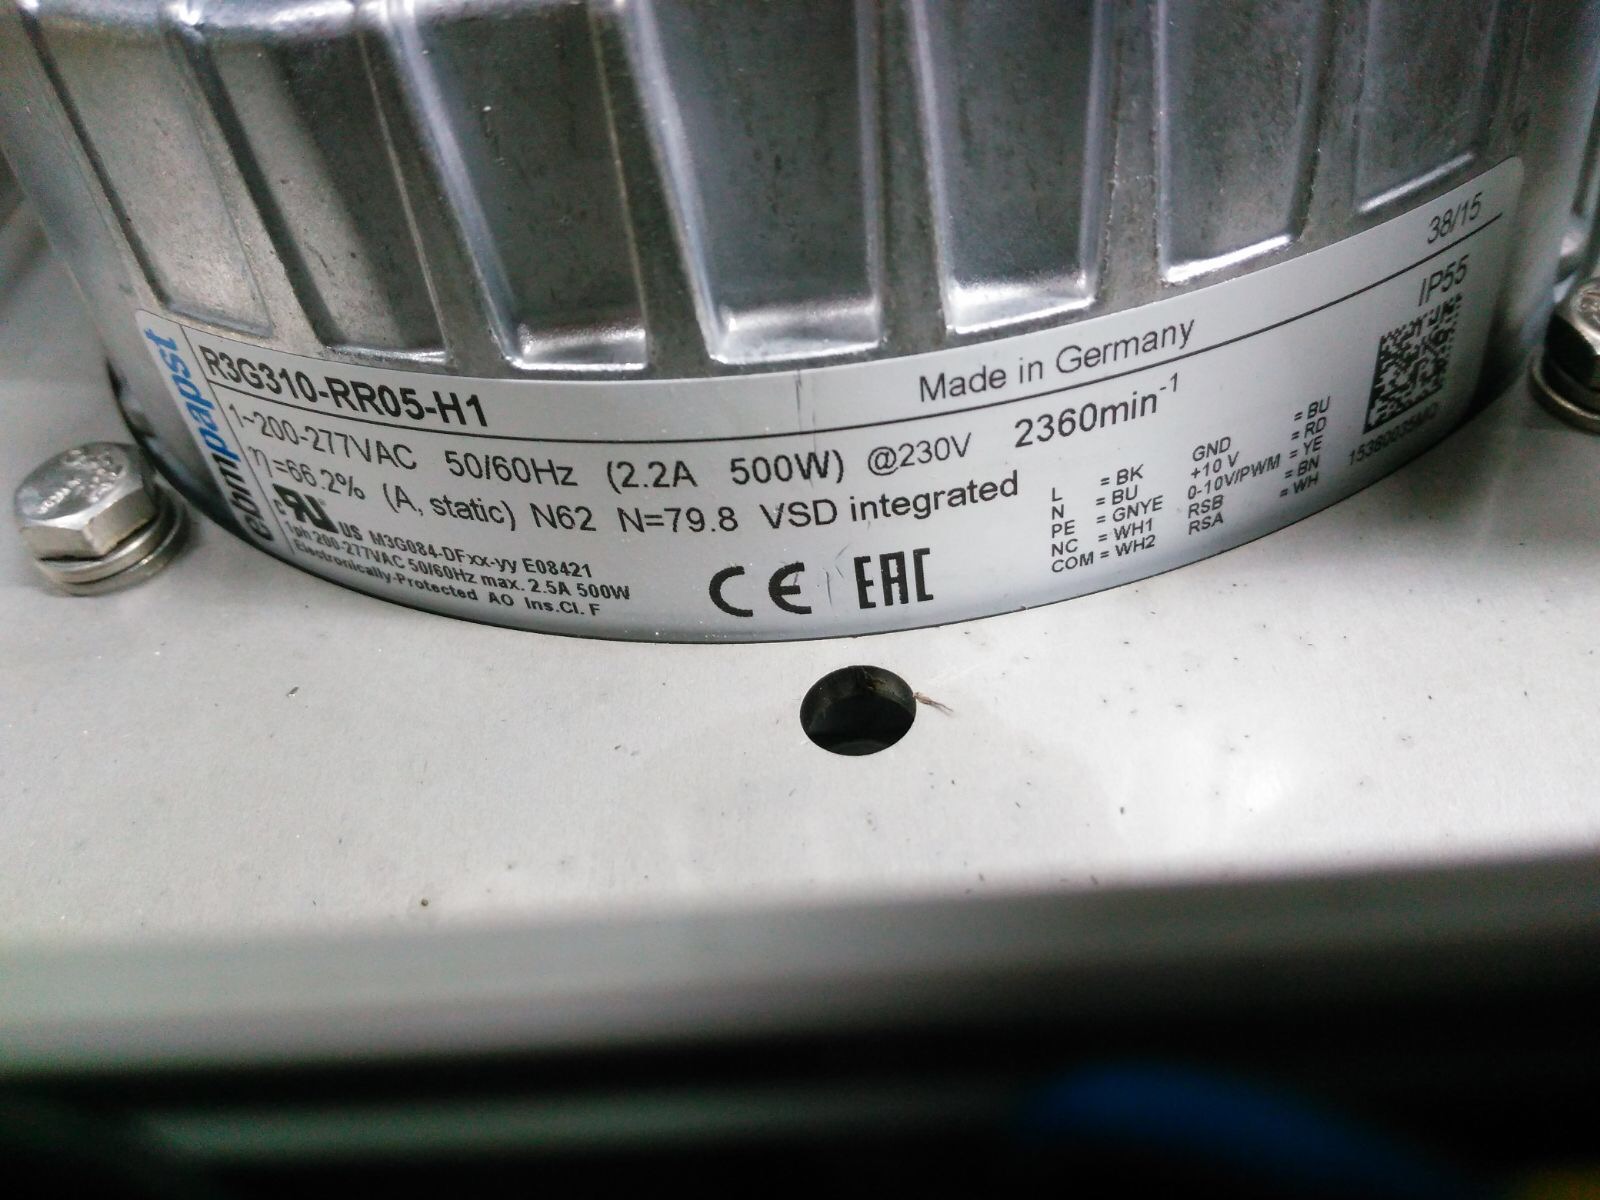 ebmpapst
38/15
R3G310-RR05-H1
Made in Germany
IP55
1~200-277VAC 50/60Hz (2.2A 500W) @230V 2360min-1
η=66.2% (A, static) N62 N=79.8 VSD integrated
c RU US M3G084-DFxx-yy E08421
1ph 200-277VAC 50/60Hz max. 2.5A 500W
Electronically-Protected AO Ins.Cl. F
CE EAC
L = BK
N = BU
PE = GNYE
NC = WH1
COM = WH2
GND = BU
+10 V = RD
0-10V/PWM = YE
RSB = BN
RSA = WH